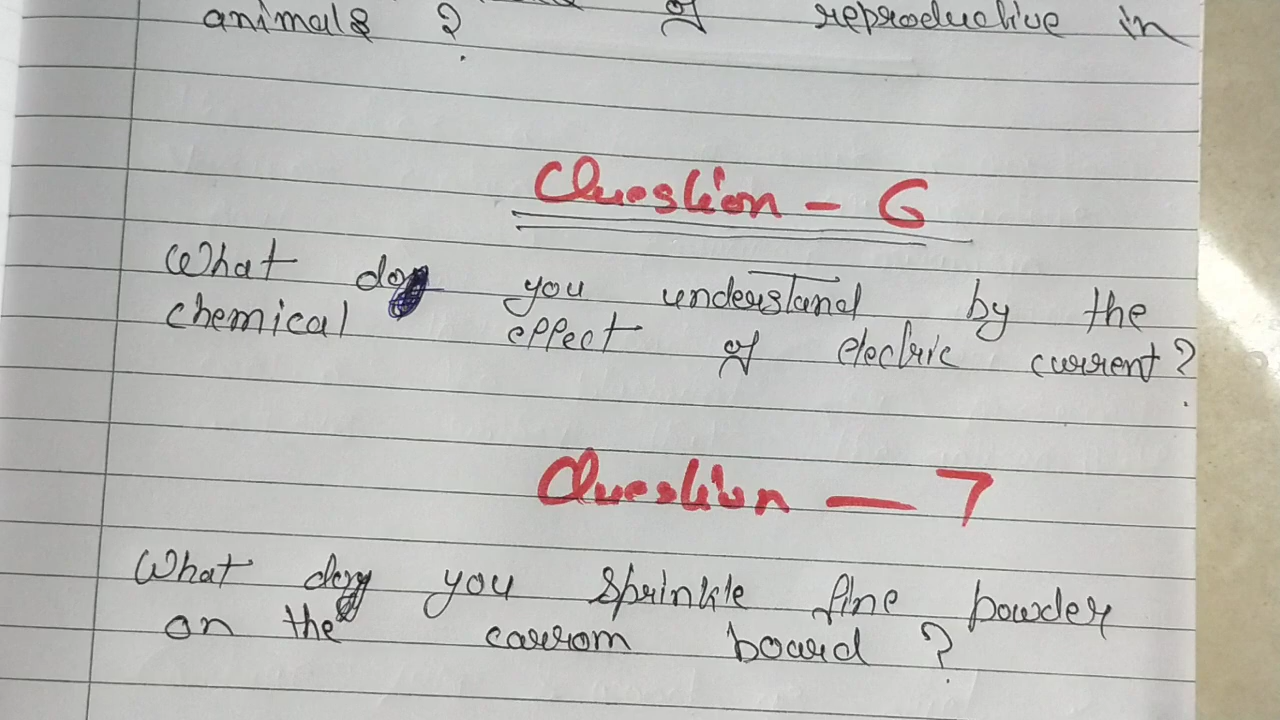 of reproductive in
animals ?
Question - 6
What do you understand by the
chemical effect of electric current ?
Question - 7
What do you sprinkle fine powder
on the carrom board ?